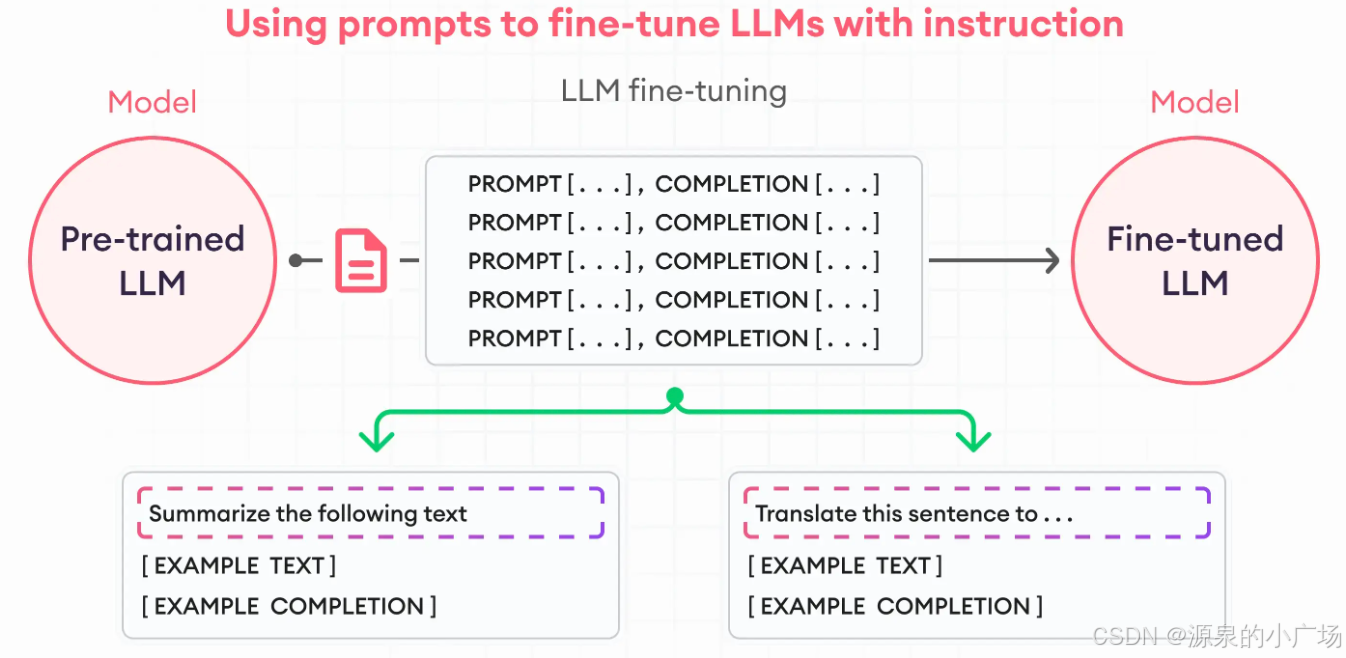 Using prompts to fine-tune LLMs with instruction
Model
LLM fine-tuning
Model
Pre-trained
LLM
PROMPT[...], COMPLETION[...]
PROMPT[...], COMPLETION[...]
PROMPT[...], COMPLETION[...]
PROMPT[...], COMPLETION[...]
PROMPT[...], COMPLETION[...]
Fine-tuned
LLM
Summarize the following text
[EXAMPLE TEXT]
[EXAMPLE COMPLETION]
Translate this sentence to...
[EXAMPLE TEXT]
[EXAMPLE COMPLETION]
CSDN @源泉的小广场